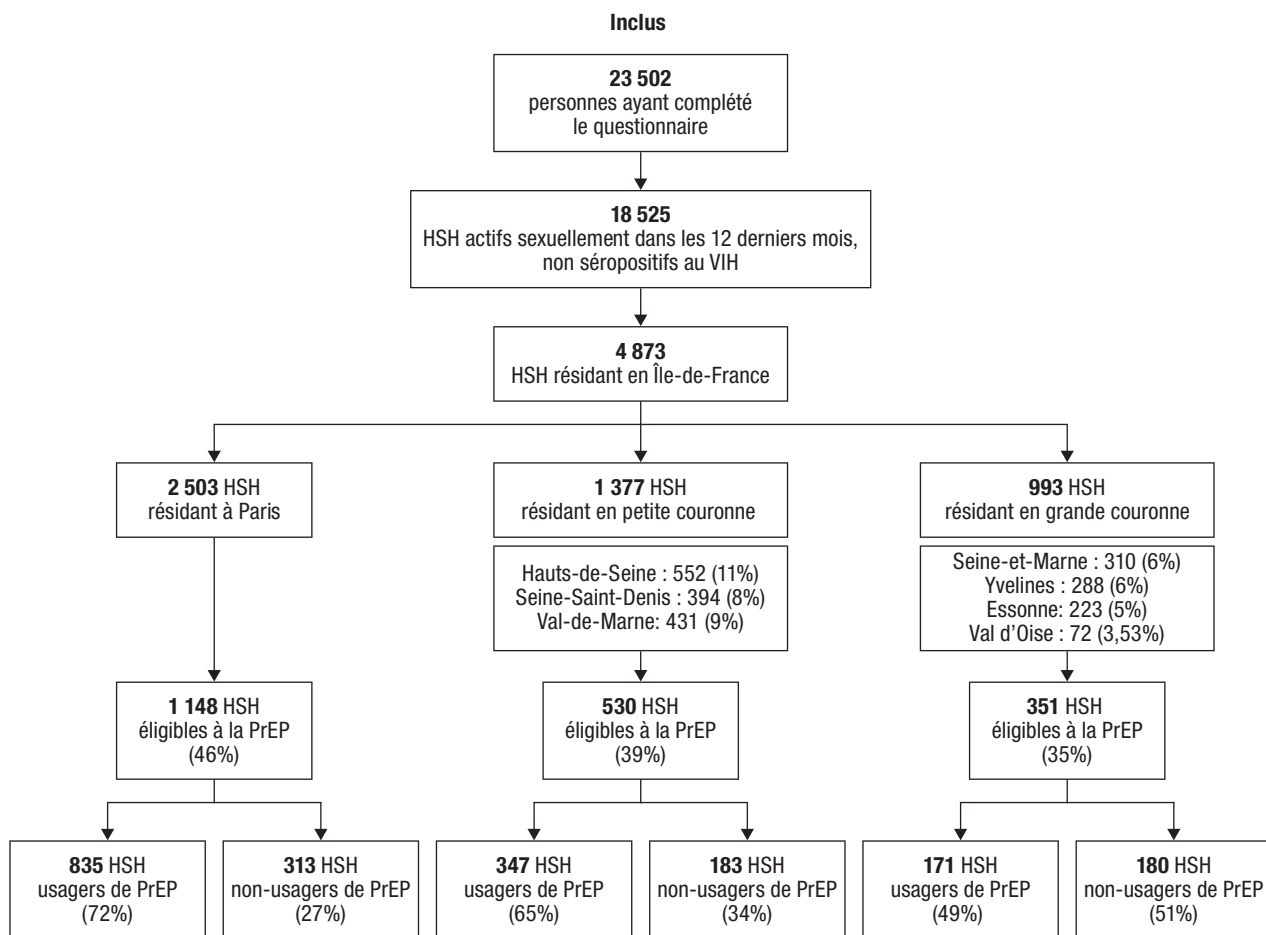 Inclus
23 502
personnes ayant complété
le questionnaire
18 525
HSH actifs sexuellement dans les 12 derniers mois,
non séropositifs au VIH
4 873
HSH résidant en Île-de-France
2 503 HSH
résidant à Paris
1 377 HSH
résidant en petite couronne
993 HSH
résidant en grande couronne
Hauts-de-Seine : 552 (11%)
Seine-Saint-Denis : 394 (8%)
Val-de-Marne: 431 (9%)
Seine-et-Marne : 310 (6%)
Yvelines : 288 (6%)
Essonne: 223 (5%)
Val d'Oise : 72 (3,53%)
1 148 HSH
éligibles à la PrEP
(46%)
530 HSH
éligibles à la PrEP
(39%)
351 HSH
éligibles à la PrEP
(35%)
835 HSH
usagers de PrEP
(72%)
313 HSH
non-usagers de PrEP
(27%)
347 HSH
usagers de PrEP
(65%)
183 HSH
non-usagers de PrEP
(34%)
171 HSH
usagers de PrEP
(49%)
180 HSH
non-usagers de PrEP
(51%)